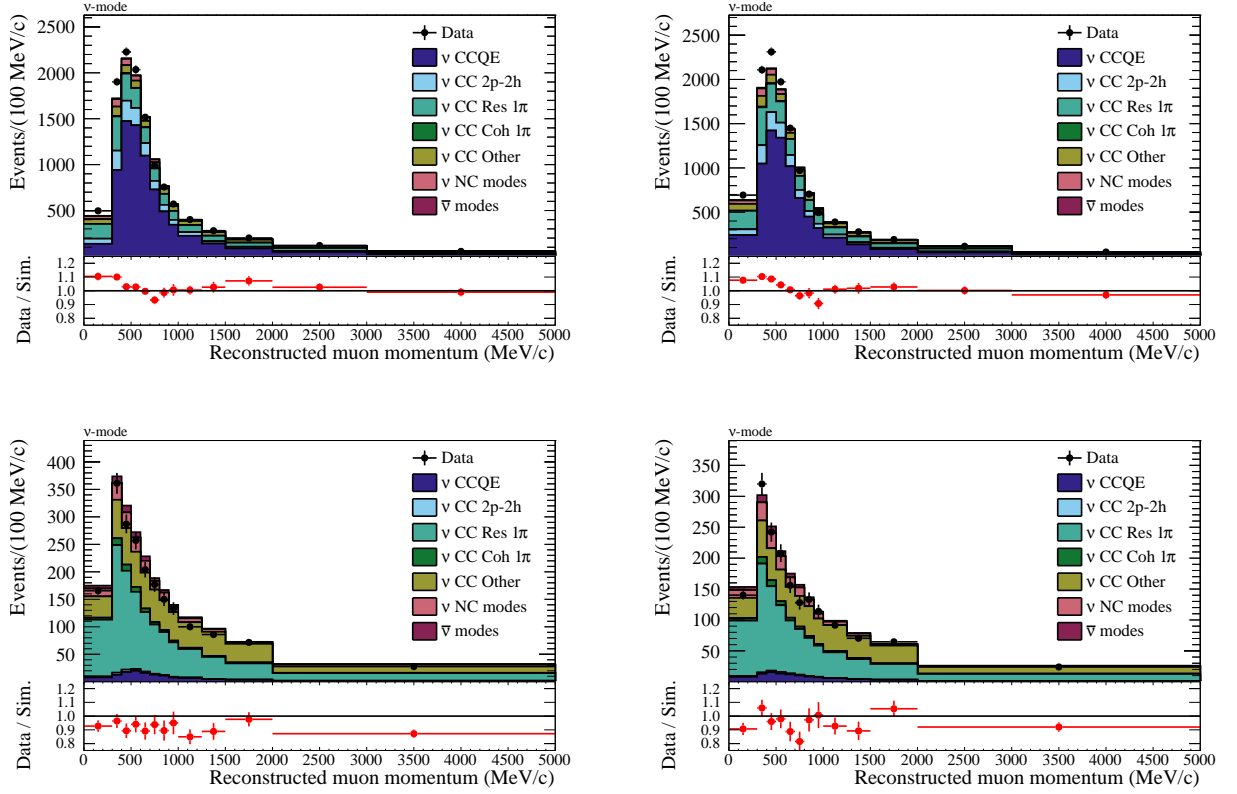 ν-mode
Events/(100 MeV/c)
2500
2000
1500
1000
500
Data
ν CCQE
ν CC 2p-2h
ν CC Res 1π
ν CC Coh 1π
ν CC Other
ν NC modes
ν̅ modes
Data / Sim.
1.2
1.1
1.0
0.9
0.8
0 500 1000 1500 2000 2500 3000 3500 4000 4500 5000
Reconstructed muon momentum (MeV/c)
ν-mode
Events/(100 MeV/c)
2500
2000
1500
1000
500
Data
ν CCQE
ν CC 2p-2h
ν CC Res 1π
ν CC Coh 1π
ν CC Other
ν NC modes
ν̅ modes
Data / Sim.
1.2
1.1
1.0
0.9
0.8
0 500 1000 1500 2000 2500 3000 3500 4000 4500 5000
Reconstructed muon momentum (MeV/c)
ν-mode
Events/(100 MeV/c)
400
350
300
250
200
150
100
50
Data
ν CCQE
ν CC 2p-2h
ν CC Res 1π
ν CC Coh 1π
ν CC Other
ν NC modes
ν̅ modes
Data / Sim.
1.2
1.1
1.0
0.9
0.8
0 500 1000 1500 2000 2500 3000 3500 4000 4500 5000
Reconstructed muon momentum (MeV/c)
ν-mode
Events/(100 MeV/c)
350
300
250
200
150
100
50
Data
ν CCQE
ν CC 2p-2h
ν CC Res 1π
ν CC Coh 1π
ν CC Other
ν NC modes
ν̅ modes
Data / Sim.
1.2
1.1
1.0
0.9
0.8
0 500 1000 1500 2000 2500 3000 3500 4000 4500 5000
Reconstructed muon momentum (MeV/c)